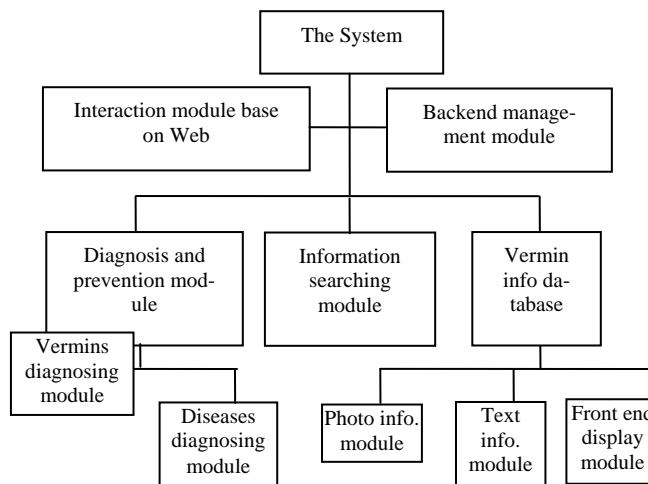 The System
Interaction module base
on Web
Backend manage-
ment module
Diagnosis and
prevention mod-
ule
Information
searching
module
Vermin
info da-
tabase
Vermins
diagnosing
module
Diseases
diagnosing
module
Photo info.
module
Text
info.
module
Front end
display
module